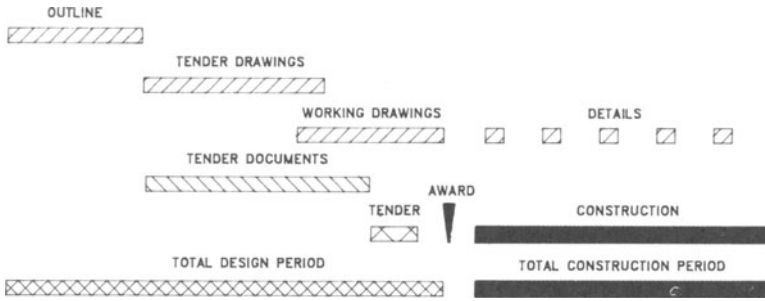 OUTLINE
TENDER DRAWINGS
WORKING DRAWINGS DETAILS
TENDER DOCUMENTS
AWARD
TENDER CONSTRUCTION
TOTAL DESIGN PERIOD TOTAL CONSTRUCTION PERIOD